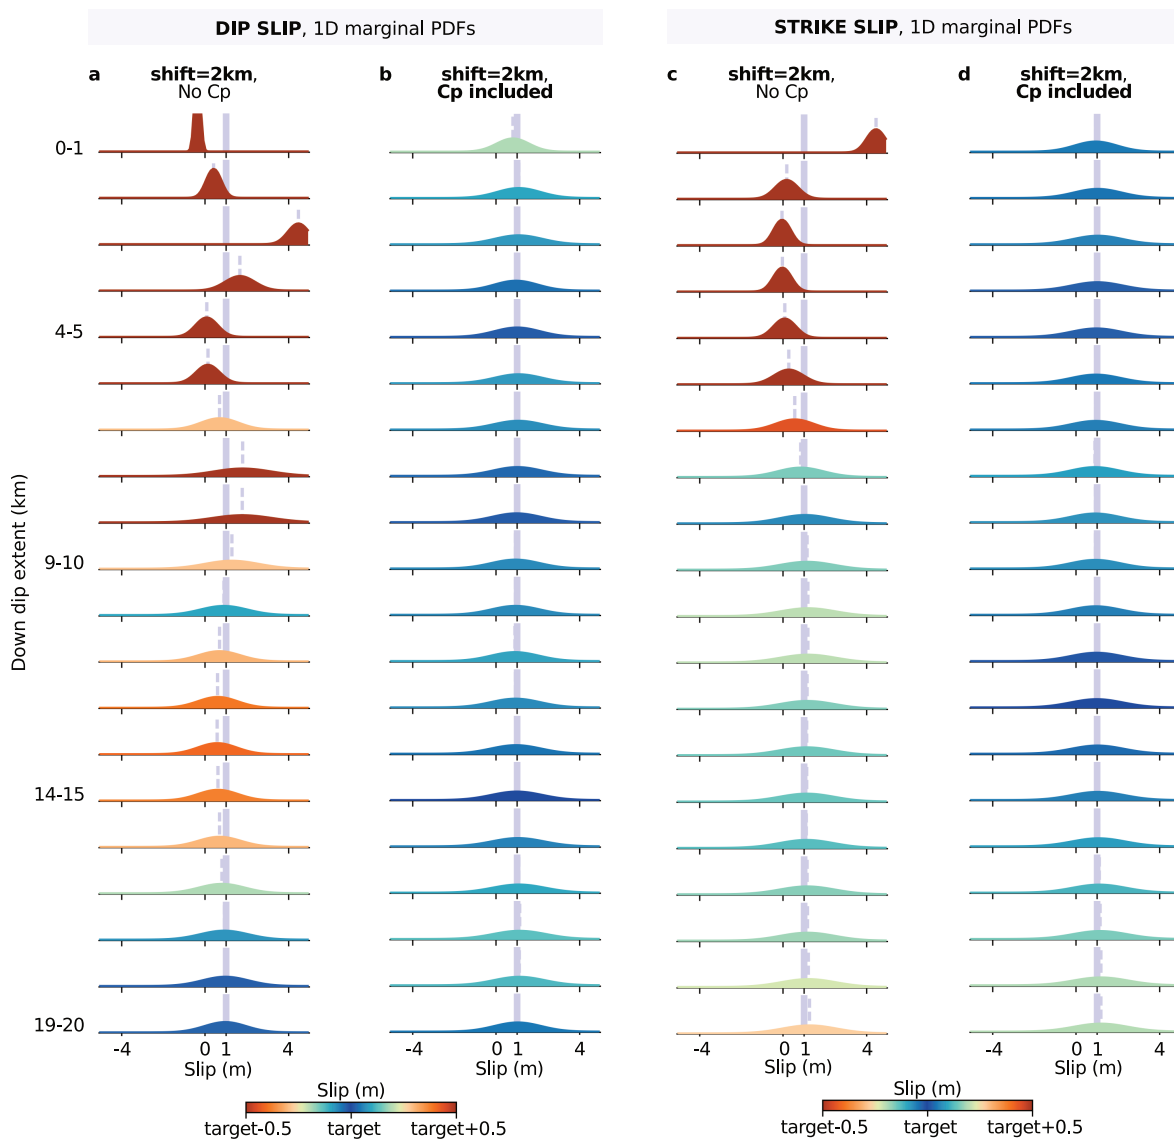 DIP SLIP, 1D marginal PDFs
STRIKE SLIP, 1D marginal PDFs
a
shift=2km,
No Cp
b
shift=2km,
Cp included
c
shift=2km,
No Cp
d
shift=2km,
Cp included
Down dip extent (km)
0-1
4-5
9-10
14-15
19-20
-4 0 1 4
Slip (m)
-4 0 1 4
Slip (m)
-4 0 1 4
Slip (m)
-4 0 1 4
Slip (m)
Slip (m)
target-0.5 target target+0.5
Slip (m)
target-0.5 target target+0.5